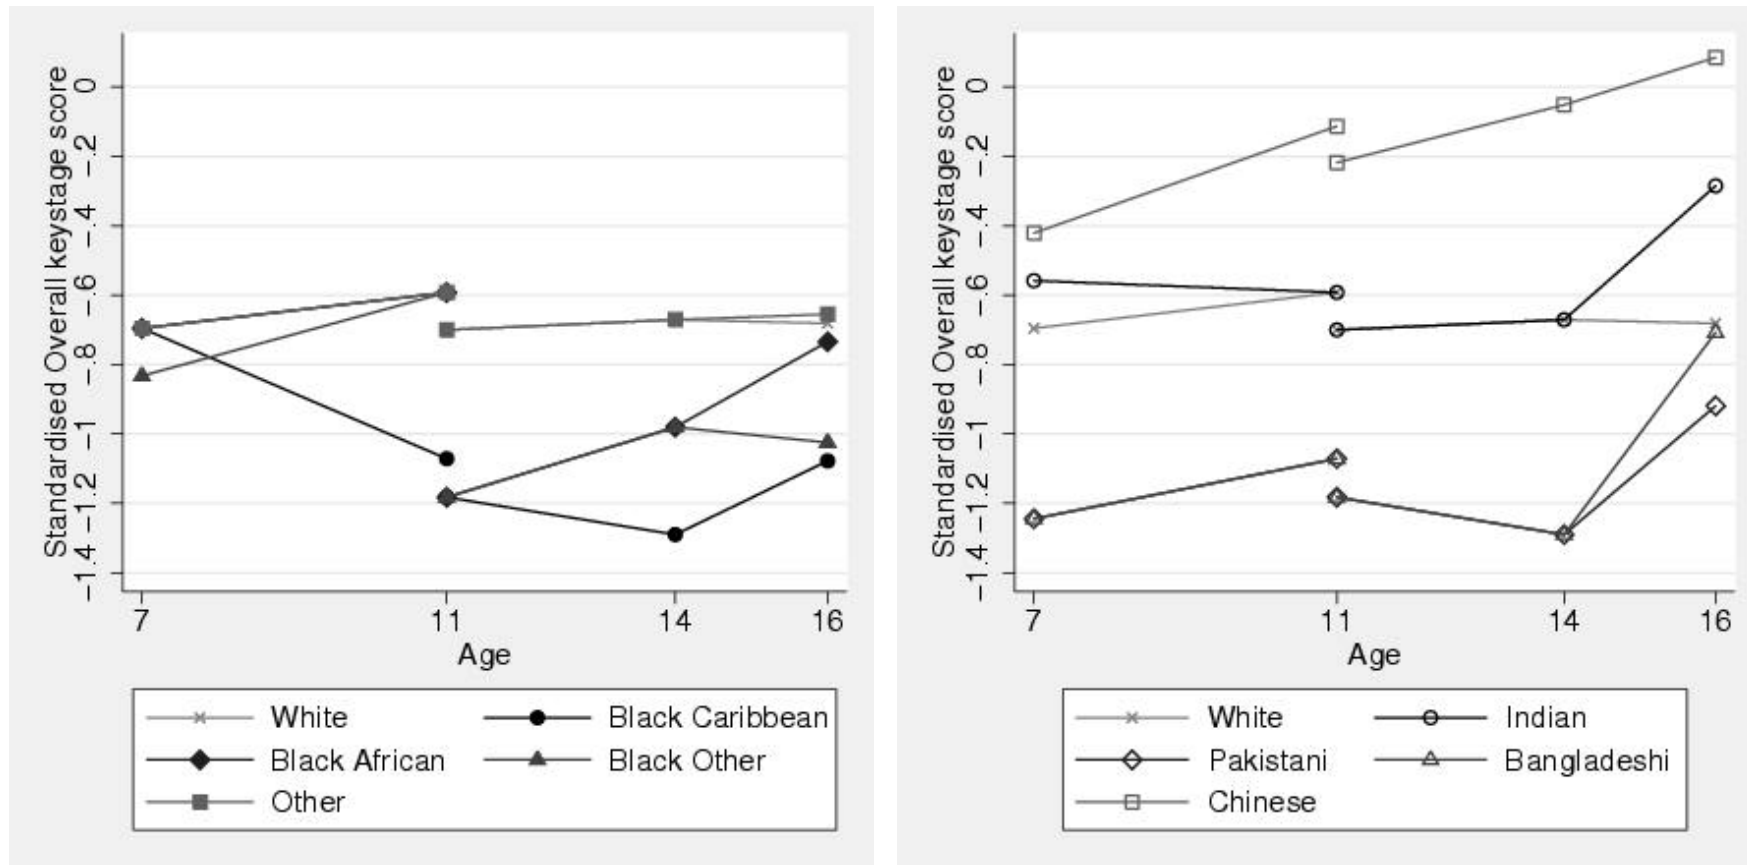 Standardised Overall keystage score
0
−.2
−.4
−.6
−.8
−1
−1.2
−1.4
7 11 14 16
Age
White Black Caribbean
Black African Black Other
Other
Standardised Overall keystage score
0
−.2
−.4
−.6
−.8
−1
−1.2
−1.4
7 11 14 16
Age
White Indian
Pakistani Bangladeshi
Chinese